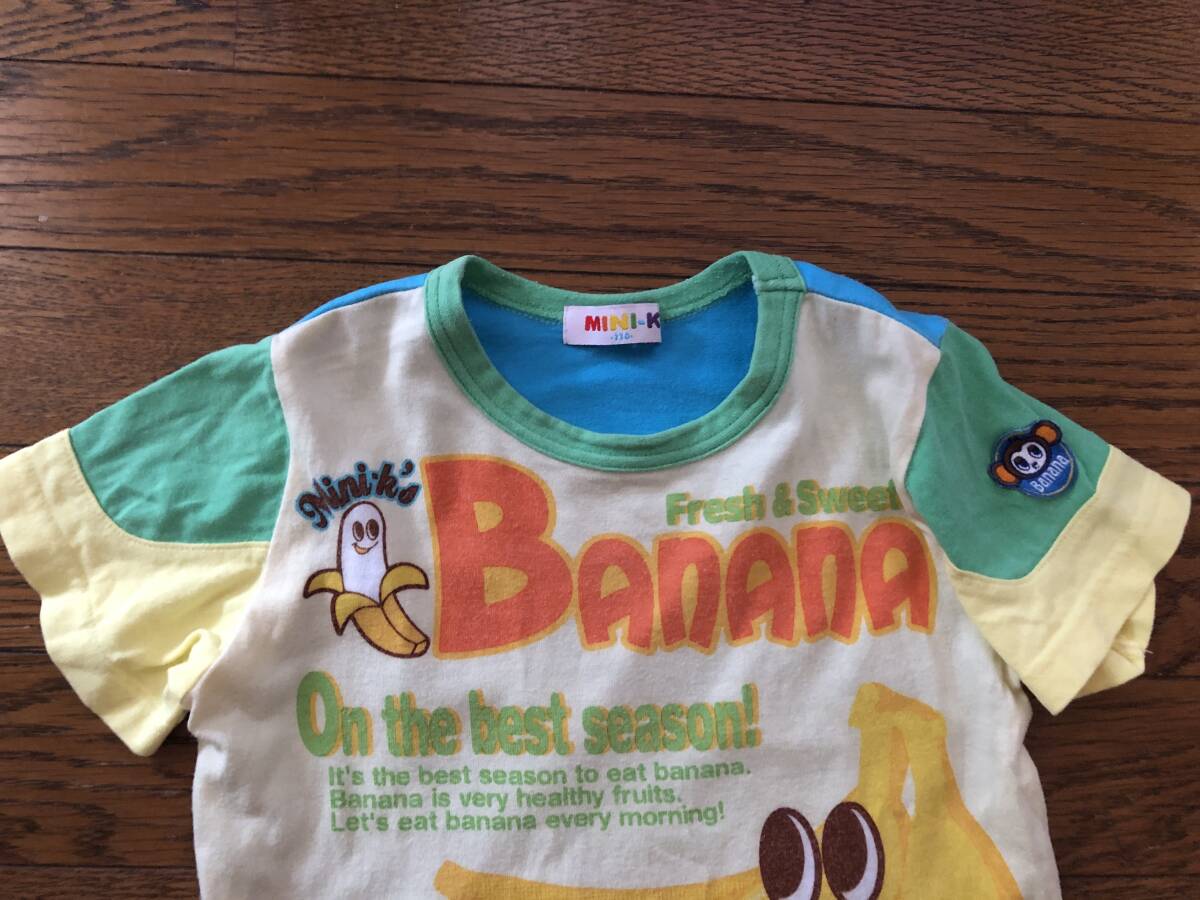 MINI-K
-110-
Mini-k's
Fresh & Sweet
BANANA
Banana
On the best season!
It's the best season to eat banana.
Banana is very healthy fruits.
Let's eat banana every morning!